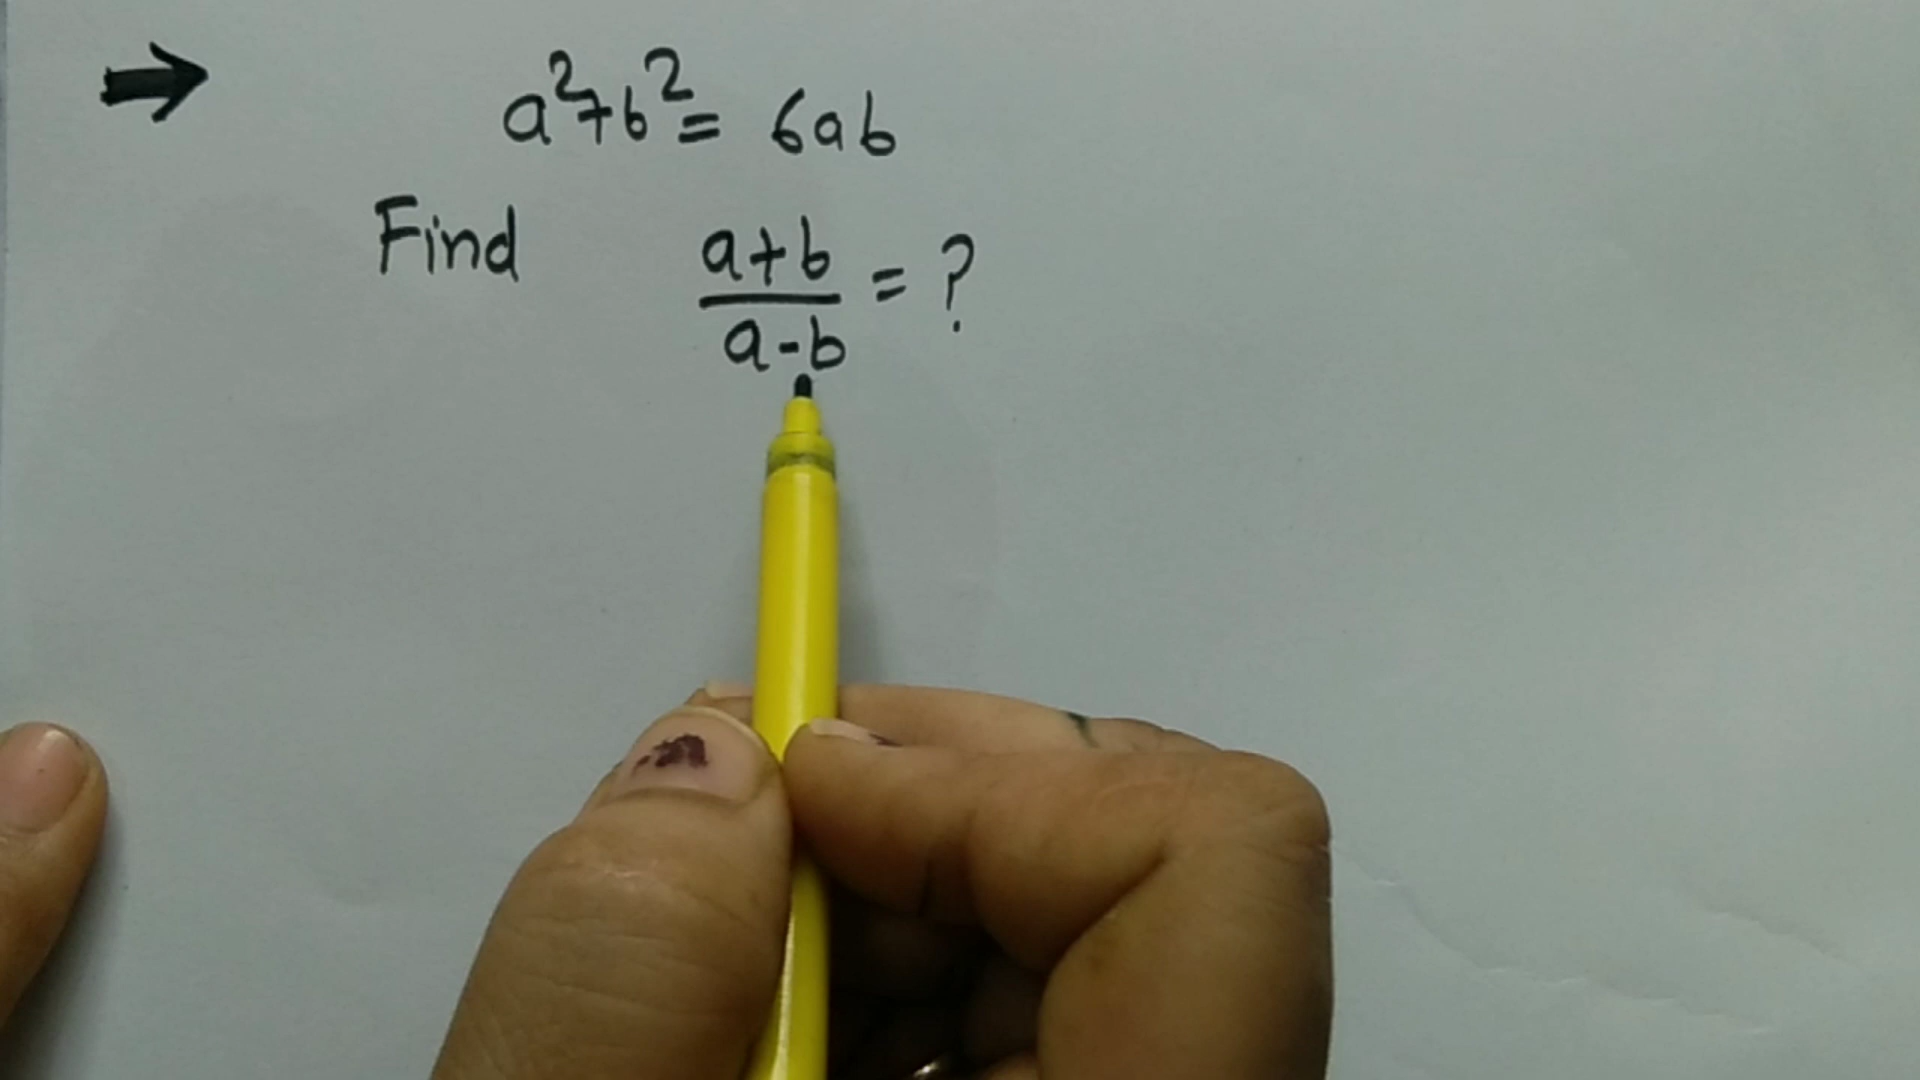 a²+b²= 6ab
Find a+b/a-b = ?